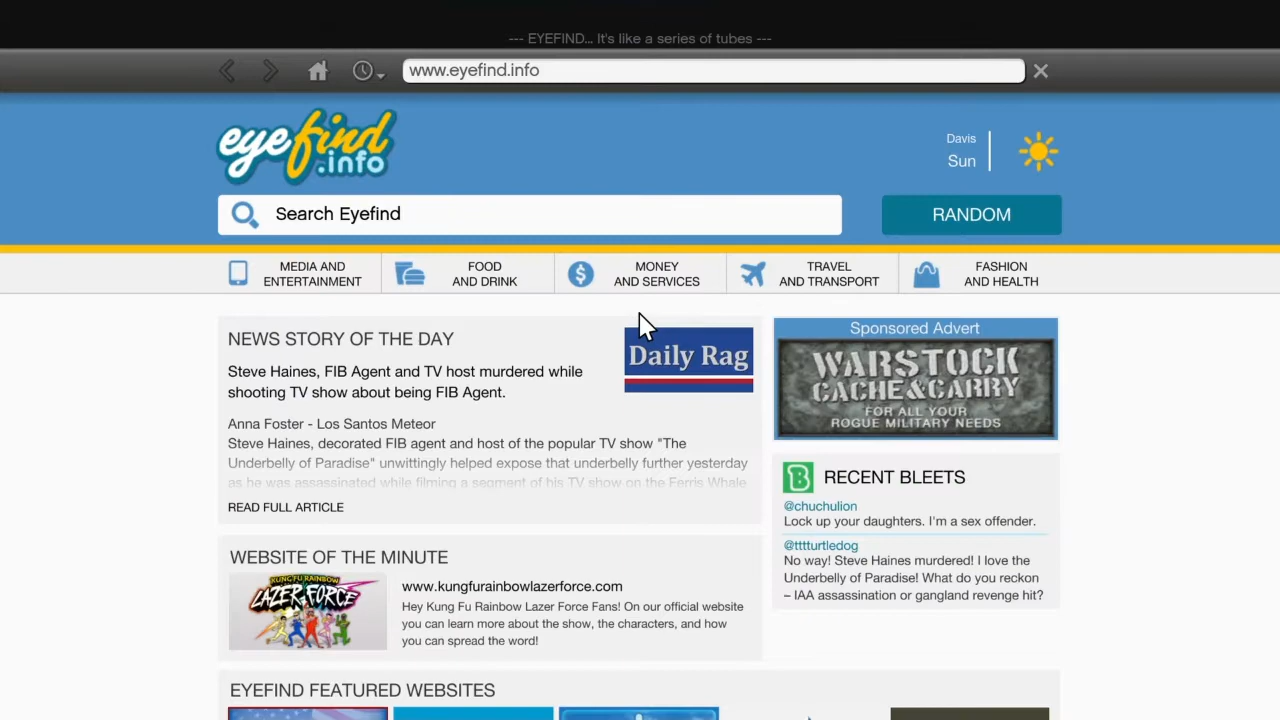 --- EYEFIND... It's like a series of tubes ---
www.eyefind.info
eyefind
.info
Davis
Sun
Search Eyefind
RANDOM
MEDIA AND
ENTERTAINMENT
FOOD
AND DRINK
MONEY
AND SERVICES
TRAVEL
AND TRANSPORT
FASHION
AND HEALTH
NEWS STORY OF THE DAY
Daily Rag
Steve Haines, FIB Agent and TV host murdered while
shooting TV show about being FIB Agent.
Anna Foster - Los Santos Meteor
Steve Haines, decorated FIB agent and host of the popular TV show "The
Underbelly of Paradise" unwittingly helped expose that underbelly further yesterday
as he was assassinated while filming a segment of his TV show on the Ferris Whale
READ FULL ARTICLE
Sponsored Advert
WARSTOCK
CACHE & CARRY
FOR ALL YOUR
ROGUE MILITARY NEEDS
RECENT BLEETS
@chuchulion
Lock up your daughters. I'm a sex offender.
@tttturtledog
No way! Steve Haines murdered! I love the
Underbelly of Paradise! What do you reckon
– IAA assassination or gangland revenge hit?
WEBSITE OF THE MINUTE
KUNG FU RAINBOW
LAZER FORCE
www.kungfurainbowlazerforce.com
Hey Kung Fu Rainbow Lazer Force Fans! On our official website
you can learn more about the show, the characters, and how
you can spread the word!
EYEFIND FEATURED WEBSITES